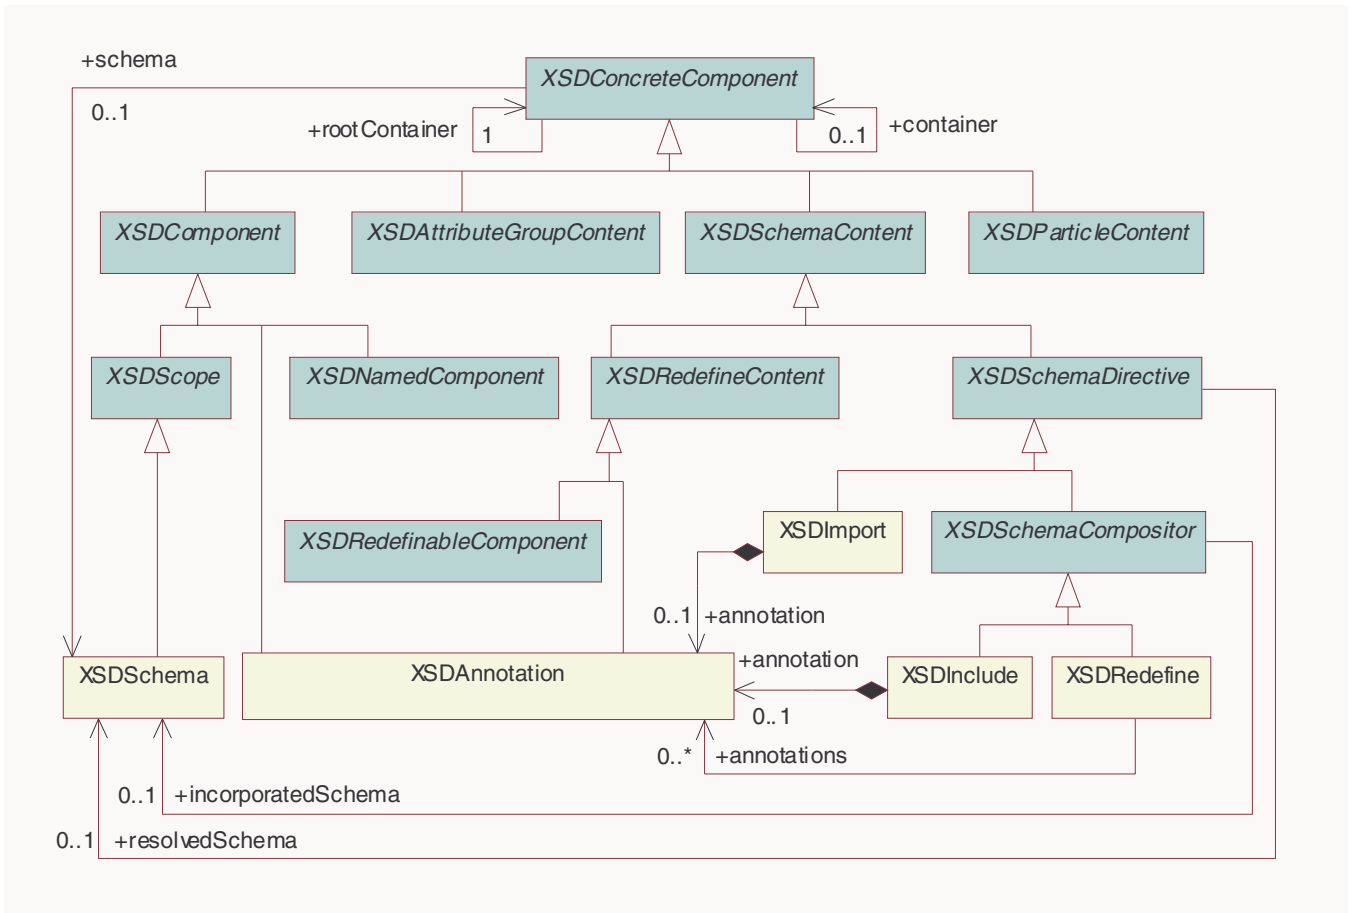 +schema
XSDConcreteComponent
0..1
+rootContainer
1
0..1
+container
XSDComponent
XSDAttributeGroupContent
XSDSchemaContent
XSDParticleContent
XSDScope
XSDNamedComponent
XSDRedefineContent
XSDSchemaDirective
XSDRedefinableComponent
XSDImport
XSDSchemaCompositor
0..1
+annotation
XSDSchema
XSDAnnotation
+annotation
XSDInclude
XSDRedefine
0..1
0..*
+annotations
0..1
+incorporatedSchema
0..1
+resolvedSchema